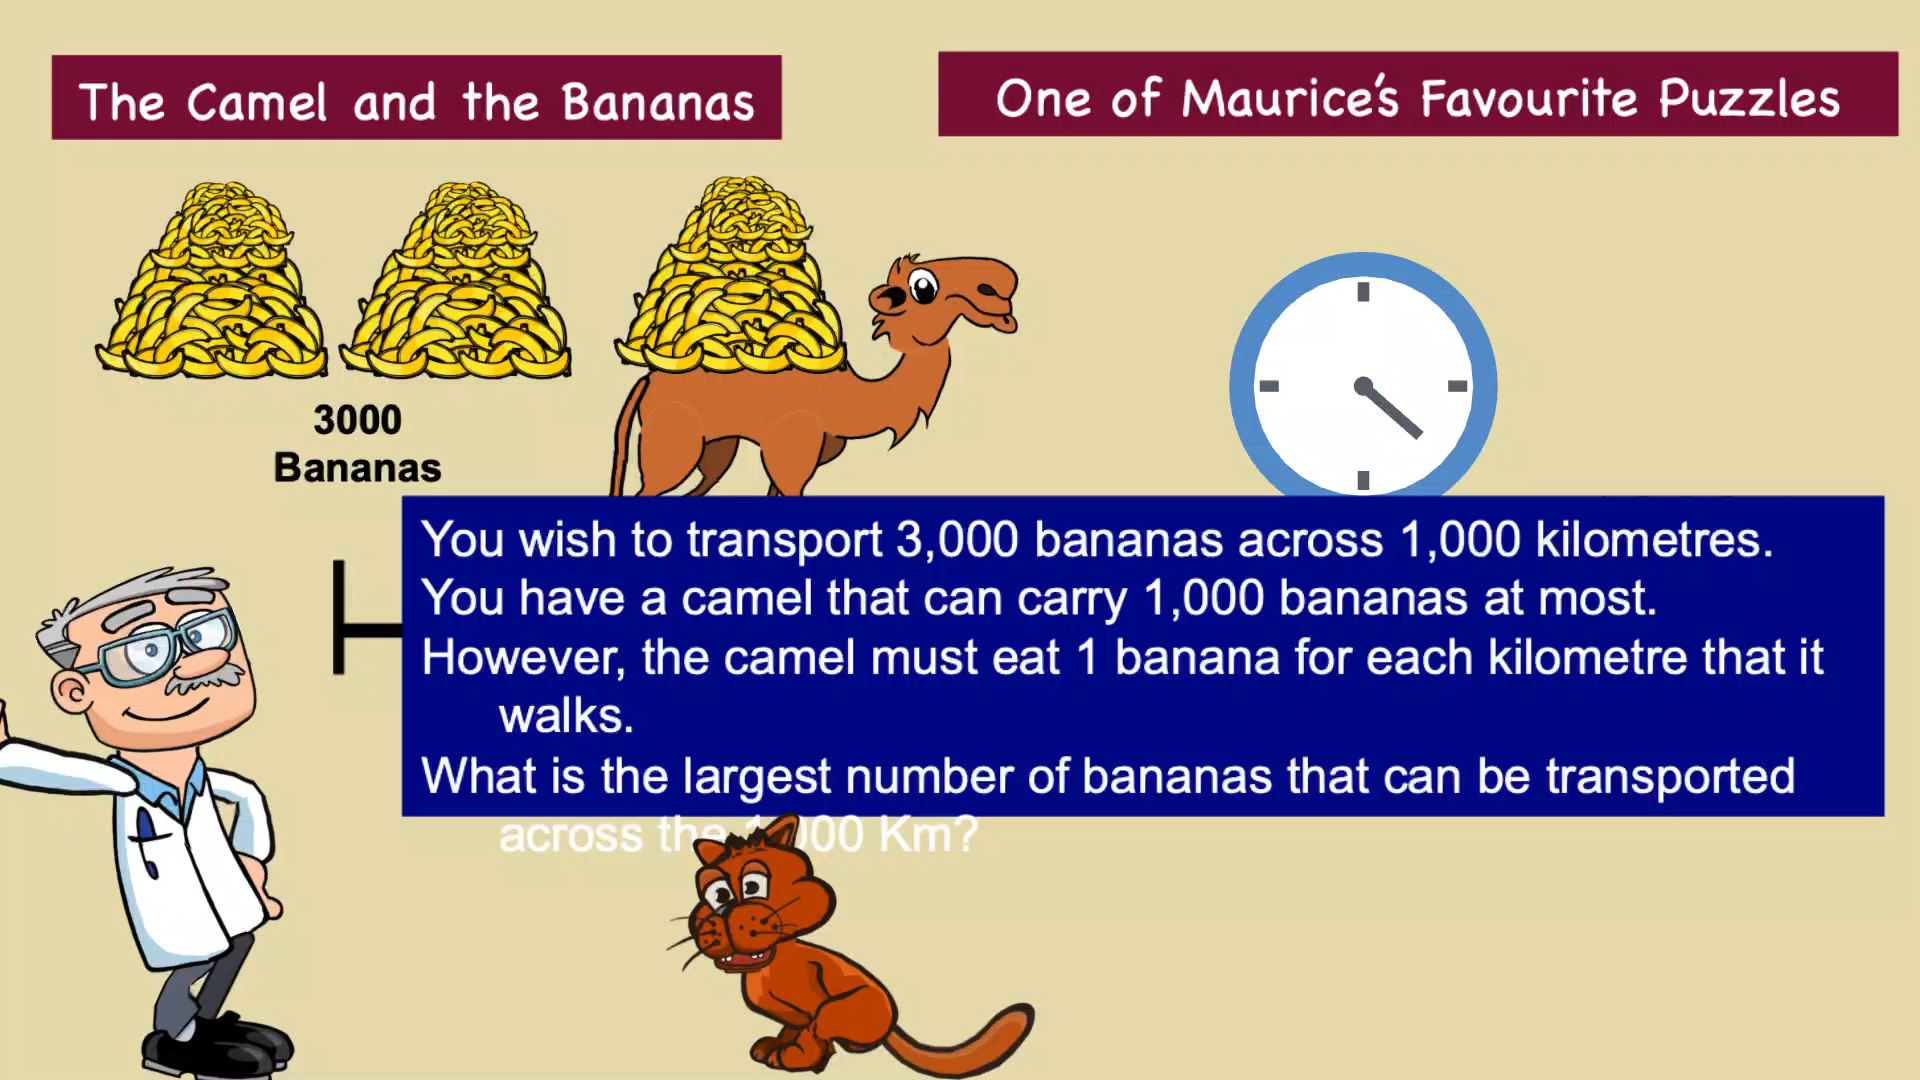 The Camel and the Bananas
One of Maurice's Favourite Puzzles
3000
Bananas
You wish to transport 3,000 bananas across 1,000 kilometres.
You have a camel that can carry 1,000 bananas at most.
However, the camel must eat 1 banana for each kilometre that it
walks.
What is the largest number of bananas that can be transported
across the 1,000 Km?